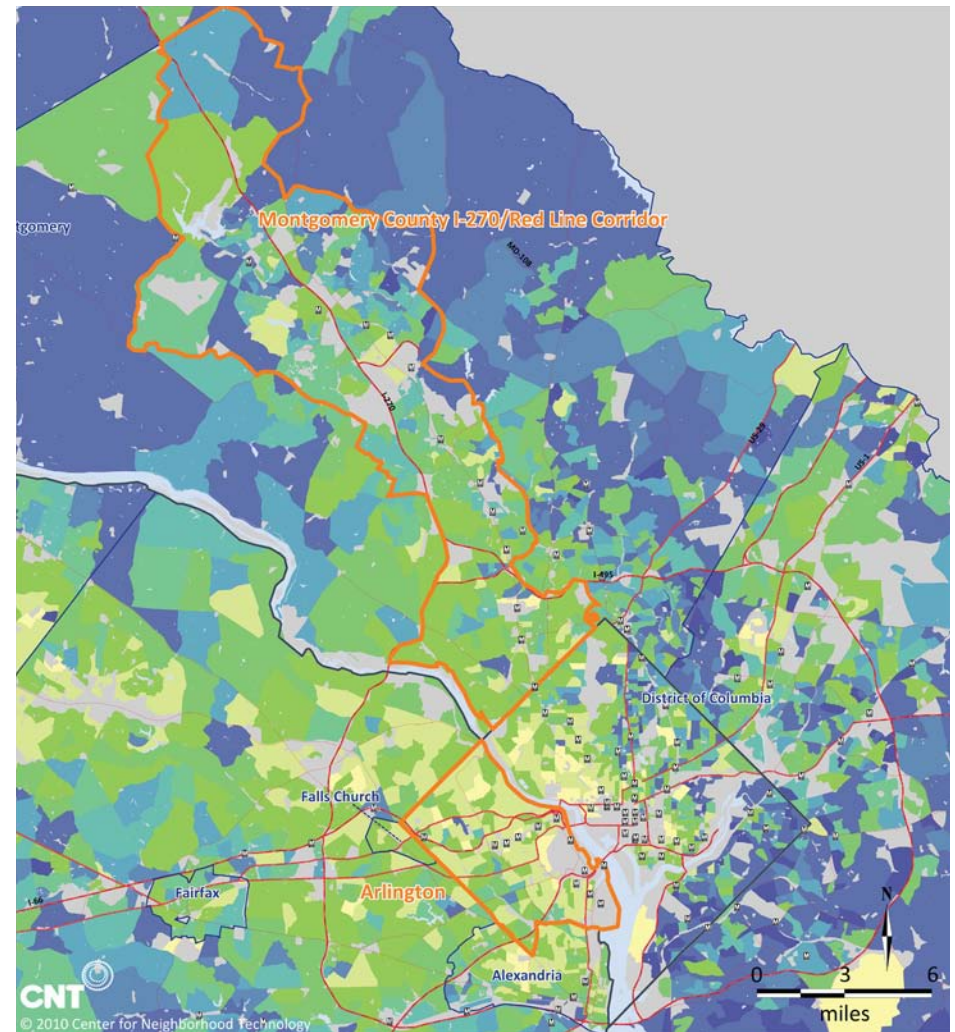 Montgomery County I-270/Red Line Corridor
tgomery
MD-108
I-270
US-29
US-1
I-495
District of Columbia
Falls Church
Arlington
Fairfax
I-66
N
Alexandria
0 3 6
miles
CNT
© 2010 Center for Neighborhood Technology